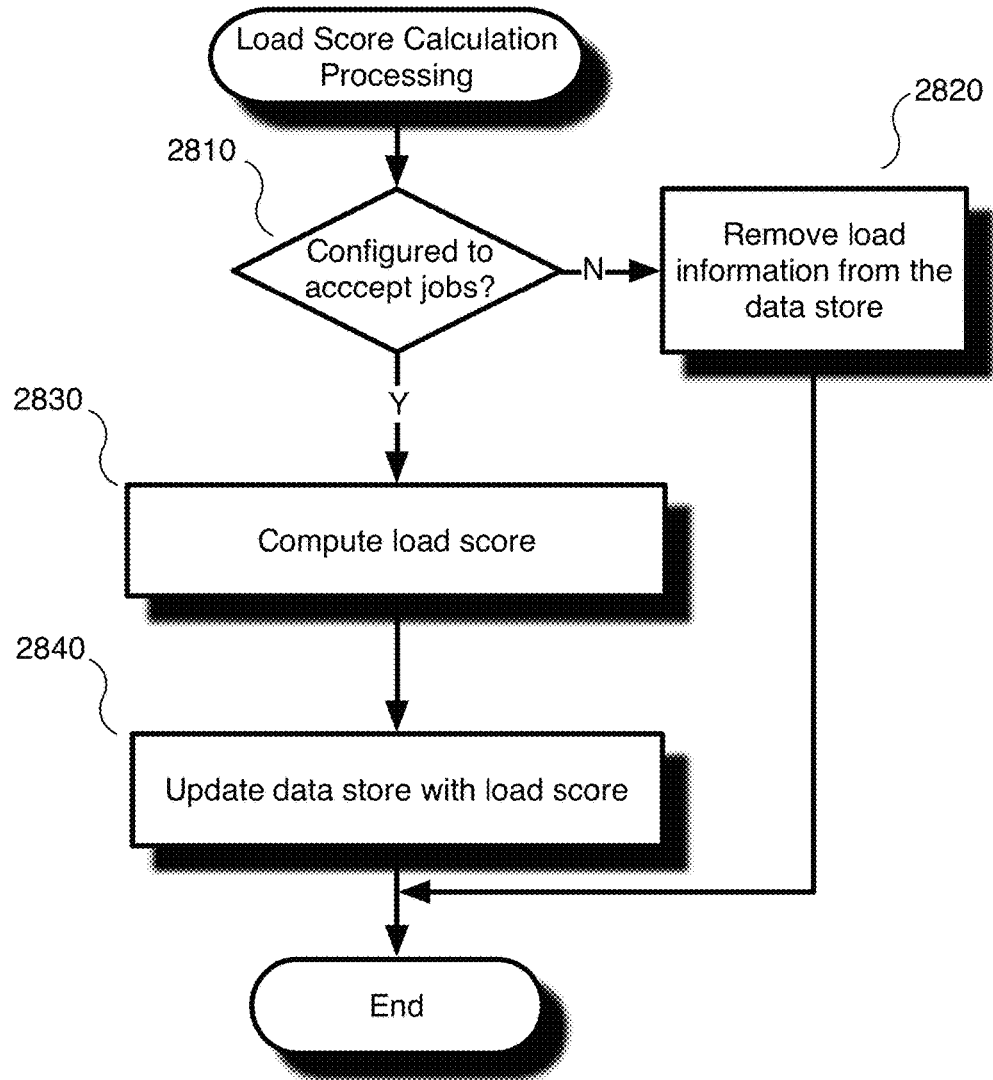 Load Score Calculation
Processing
2820
2810
Configured to
acccept jobs?
N
Remove load
information from the
data store
Y
2830
Compute load score
2840
Update data store with load score
End